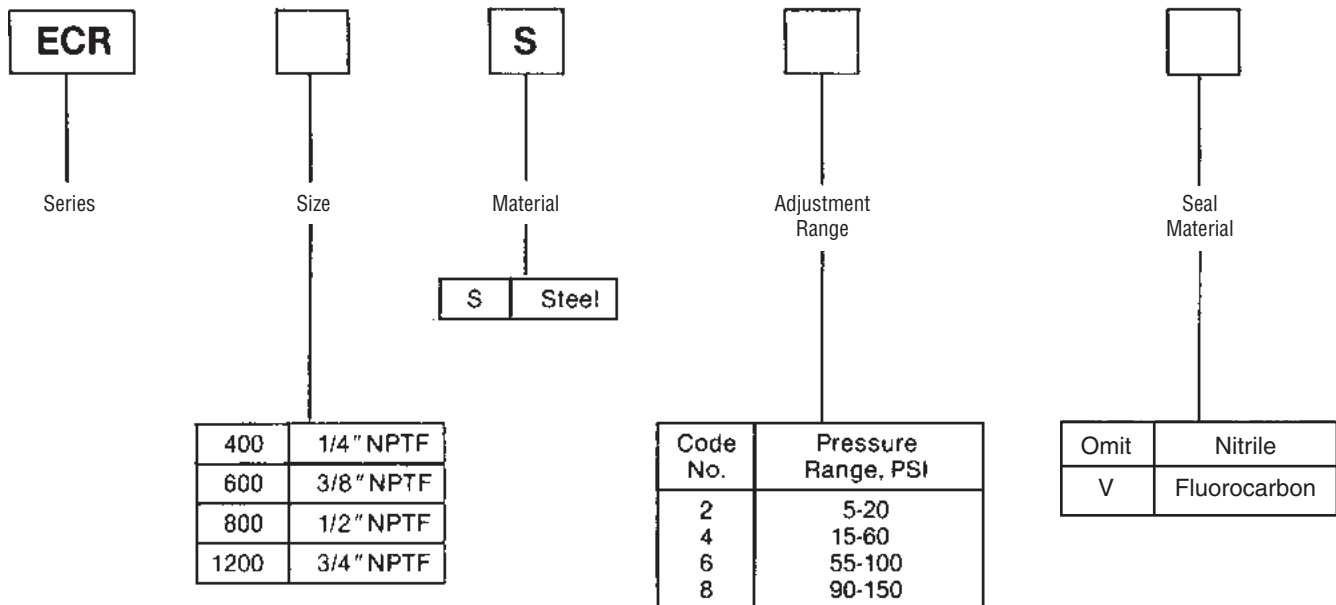 ECR S
Series Size Material Adjustment Range Seal Material
S Steel
400 1/4" NPTF
600 3/8" NPTF
800 1/2" NPTF
1200 3/4" NPTF
Code No. Pressure Range, PSI
2 5-20
4 15-60
6 55-100
8 90-150
Omit Nitrile
V Fluorocarbon